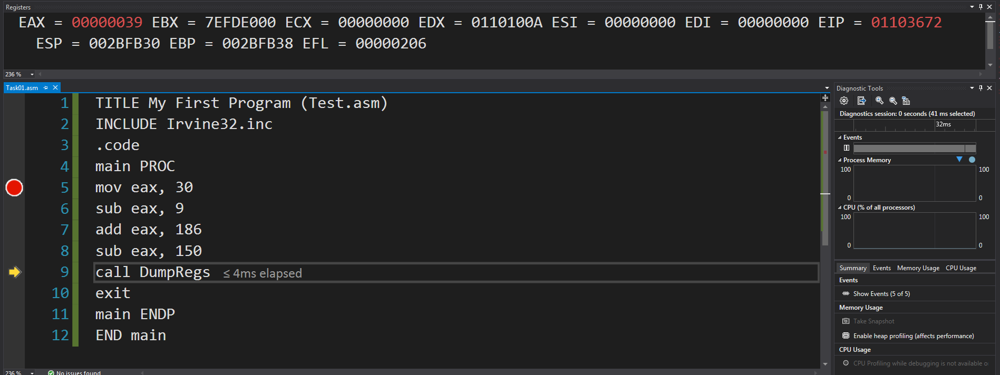 Registers
EAX = 00000039 EBX = 7EFDE000 ECX = 00000000 EDX = 0110100A ESI = 00000000 EDI = 00000000 EIP = 01103672
ESP = 002BFB30 EBP = 002BFB38 EFL = 00000206
236 %
Task01.asm
1 TITLE My First Program (Test.asm)
2 INCLUDE Irvine32.inc
3 .code
4 main PROC
5 mov eax, 30
6 sub eax, 9
7 add eax, 186
8 sub eax, 150
9 call DumpRegs ≤ 4ms elapsed
10 exit
11 main ENDP
12 END main
236 % No issues found
Diagnostic Tools
Diagnostics session: 0 seconds (41 ms selected)
32ms
Events
Process Memory
100 100
0 0
CPU (% of all processors)
100 100
0 0
Summary Events Memory Usage CPU Usage
Events
Show Events (5 of 5)
Memory Usage
Take Snapshot
Enable heap profiling (affects performance)
CPU Usage
CPU Profiling while debugging is not available o